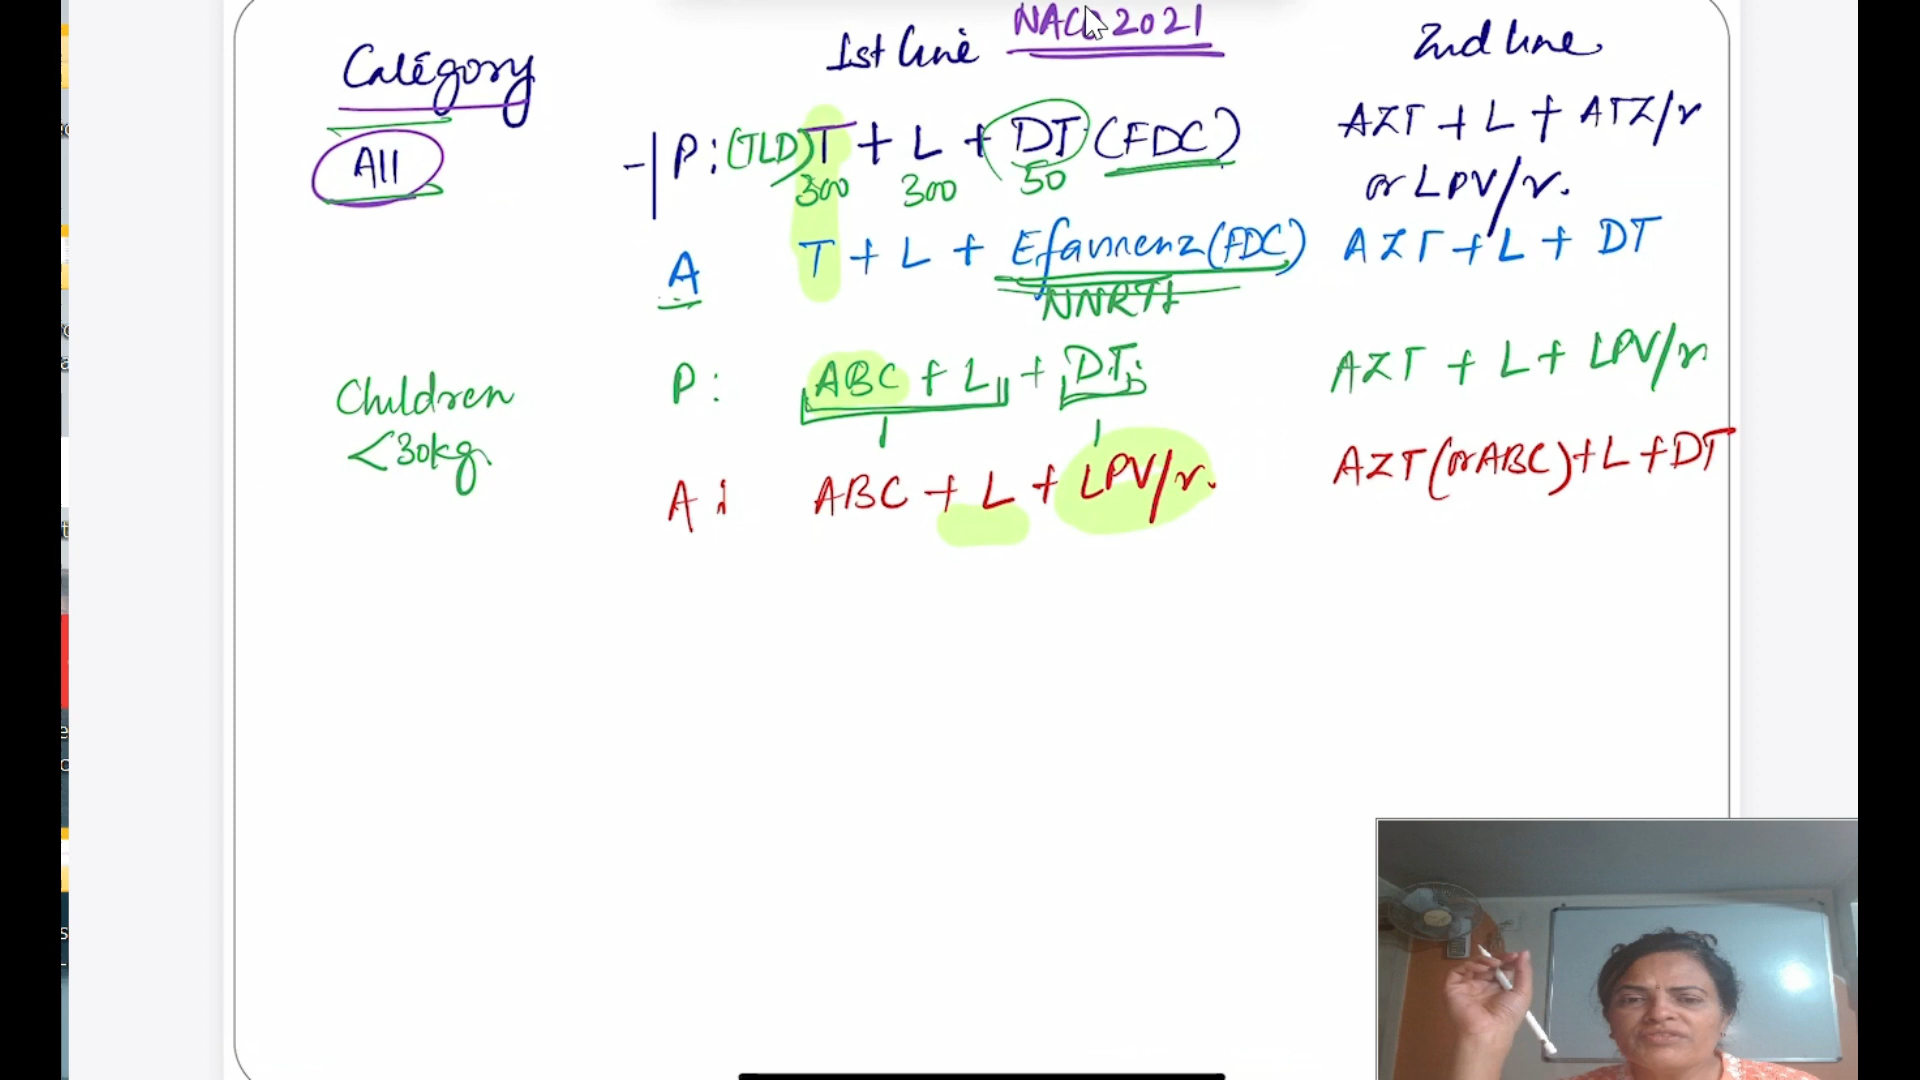 NACO 2021
Category 1st line 2nd line
All - P: (TLD) T + L + DT (FDC) AZT + L + ATZ/r
300 300 50 or LPV/r.
A T + L + Efavirenz (FDC) AZT + L + DT
NNRTI
Children P: ABC + L + DT; AZT + L + LPV/r
<30kg.
A: ABC + L + LPV/r. AZT (or ABC) + L + DT